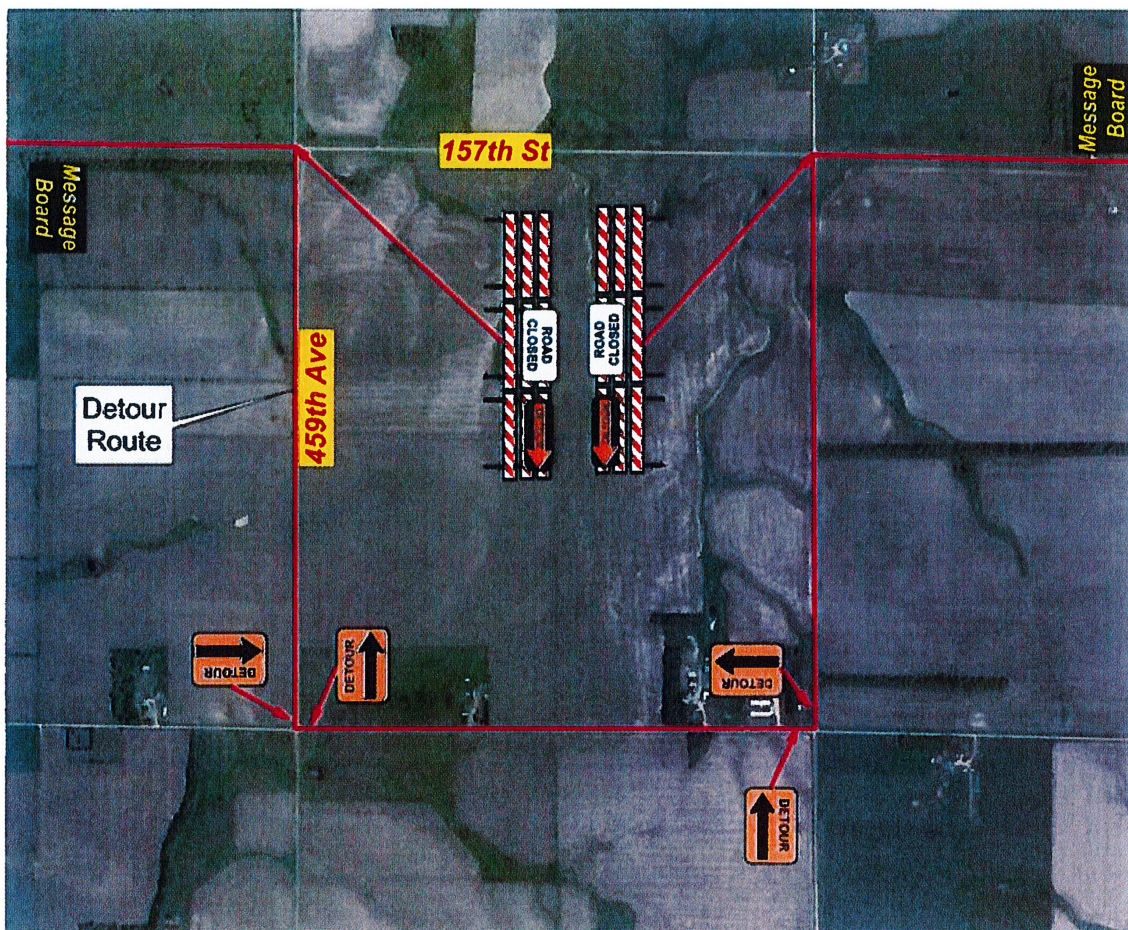 157th St
Message
Board
Message
Board
ROAD
CLOSED
ROAD
CLOSED
459th Ave
Detour
Route
DETOUR
DETOUR
DETOUR
DETOUR